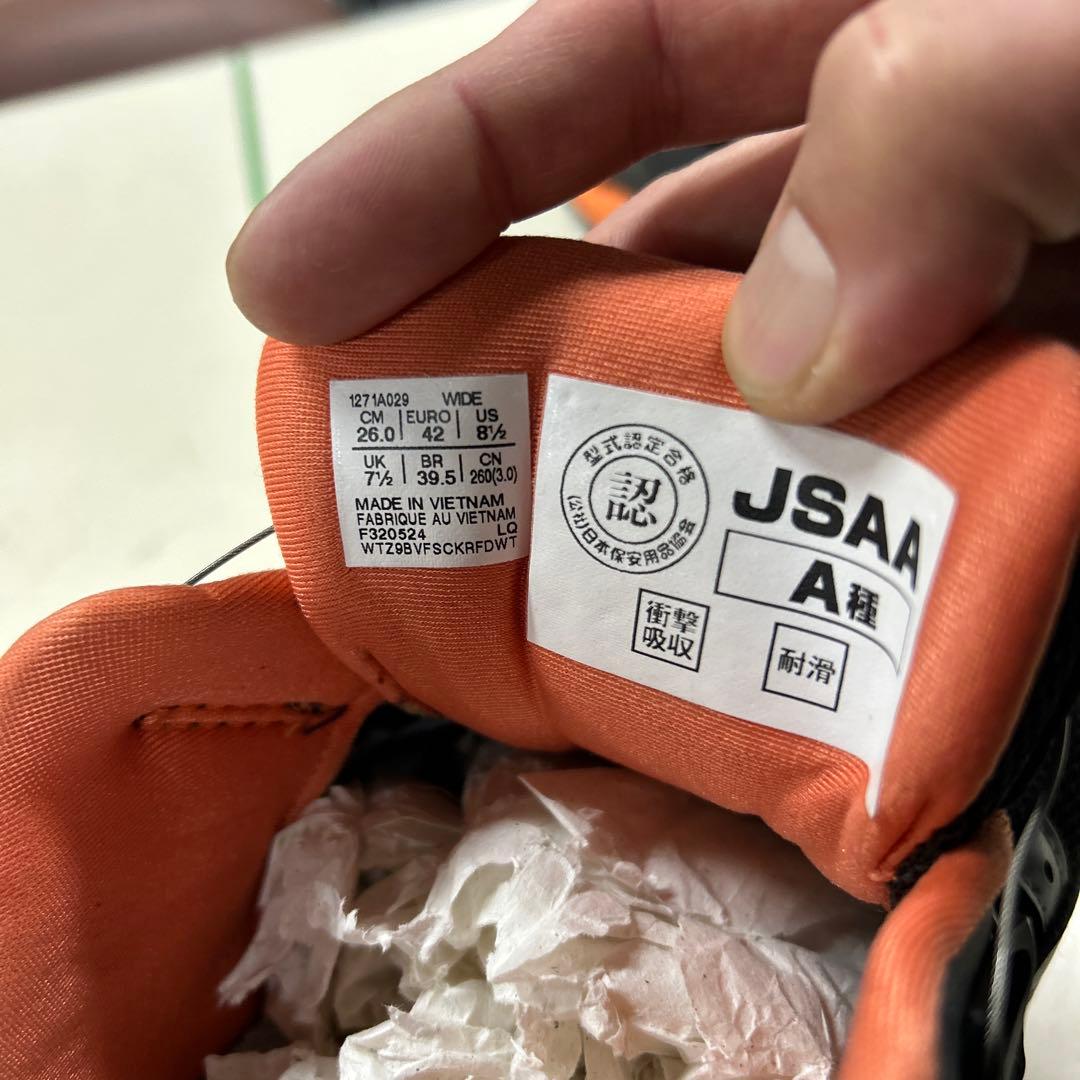 1271A029 WIDE
CM EURO US
26.0 42 8½
UK BR CN
7½ 39.5 260(3.0)
MADE IN VIETNAM
FABRIQUE AU VIETNAM
F320524 LQ
WTZ9BVFSCKRFDWT
型式認定合格
認
(公社)日本保安用品協会
JSAA
A種
衝撃
吸収
耐滑